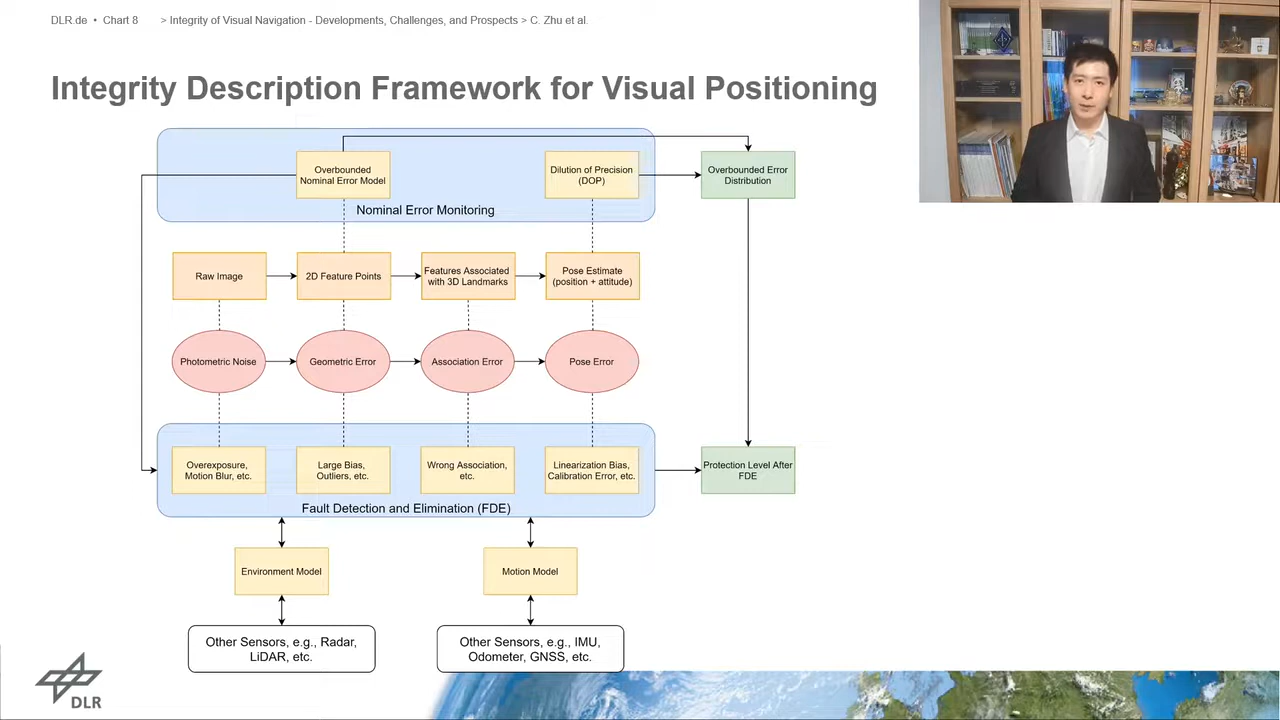 DLR.de • Chart 8 > Integrity of Visual Navigation - Developments, Challenges, and Prospects > C. Zhu et al.
Integrity Description Framework for Visual Positioning
Overbounded
Nominal Error Model
Dilution of Precision
(DOP)
Overbounded Error
Distribution
Nominal Error Monitoring
Raw Image
2D Feature Points
Features Associated
with 3D Landmarks
Pose Estimate
(position + attitude)
Photometric Noise
Geometric Error
Association Error
Pose Error
Overexposure,
Motion Blur, etc.
Large Bias,
Outliers, etc.
Wrong Association,
etc.
Linearization Bias,
Calibration Error, etc.
Protection Level After
FDE
Fault Detection and Elimination (FDE)
Environment Model
Motion Model
Other Sensors, e.g., Radar,
LiDAR, etc.
Other Sensors, e.g., IMU,
Odometer, GNSS, etc.
DLR